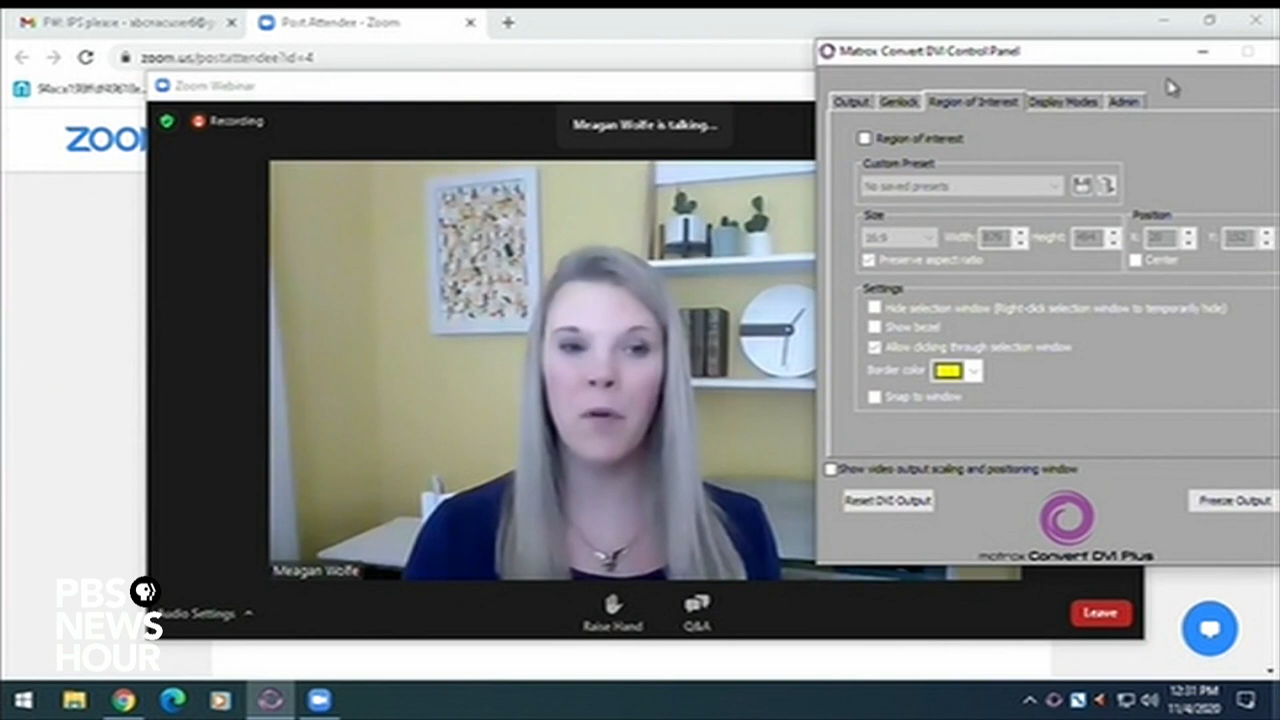 FW: IPS please - abcnacuser6@g
Post Attendee - Zoom
zoom.us/postattendee?id=4
Matrox Convert DVI Control Panel
Zoom Webinar
Output
Genlock
Region of Interest
Display Modes
Admin
zoom
Recording
Meagan Wolfe is talking...
Region of interest
Custom Preset
No saved presets
Size
Position
16:9
Width:
Height:
X:
Y:
Preserve aspect ratio
Center
Settings
Hide selection window (Right-click selection window to temporarily hide)
Show bezel
Allow clicking through selection window
Border color
Snap to window
Show video output scaling and positioning window
Reset DVI Output
Freeze Output
matrox Convert DVI Plus
Meagan Wolfe
PBS
NEWS
HOUR
Audio Settings
Raise Hand
Q&A
Leave
12:31 PM
11/4/2020